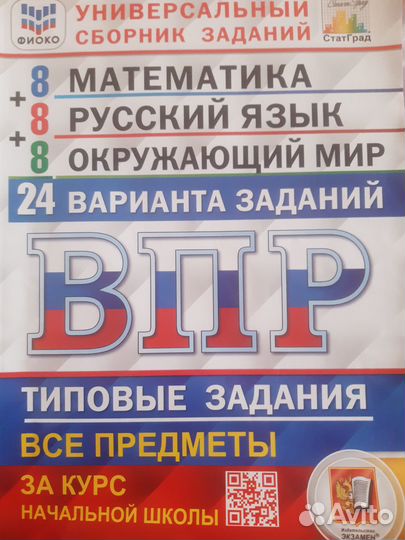 УНИВЕРСАЛЬНЫЙ
СБОРНИК ЗАДАНИЙ
ФИОКО
СтатГрад
8 МАТЕМАТИКА
+ 8 РУССКИЙ ЯЗЫК
+ 8 ОКРУЖАЮЩИЙ МИР
24 ВАРИАНТА ЗАДАНИЙ
ВПР
ТИПОВЫЕ ЗАДАНИЯ
ВСЕ ПРЕДМЕТЫ
ЗА КУРС
НАЧАЛЬНОЙ ШКОЛЫ
Издательство
ЭКЗАМЕН®
Avito